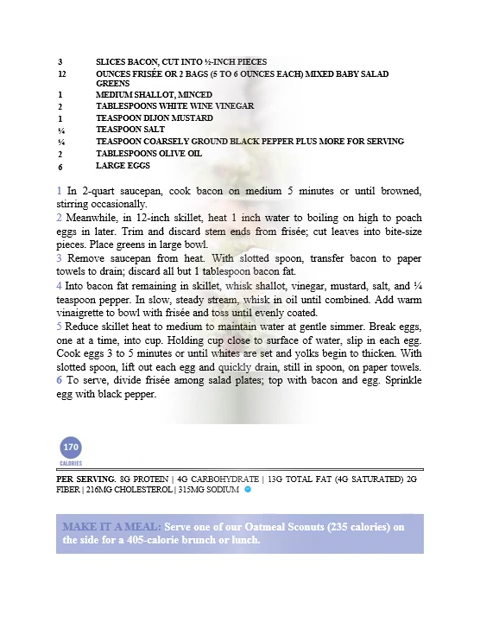 3 SLICES BACON, CUT INTO ½-INCH PIECES
12 OUNCES FRISÉE OR 2 BAGS (5 TO 6 OUNCES EACH) MIXED BABY SALAD
GREENS
1 MEDIUM SHALLOT, MINCED
2 TABLESPOONS WHITE WINE VINEGAR
1 TEASPOON DIJON MUSTARD
¼ TEASPOON SALT
¼ TEASPOON COARSELY GROUND BLACK PEPPER PLUS MORE FOR SERVING
2 TABLESPOONS OLIVE OIL
6 LARGE EGGS
1 In 2-quart saucepan, cook bacon on medium 5 minutes or until browned,
stirring occasionally.
2 Meanwhile, in 12-inch skillet, heat 1 inch water to boiling on high to poach
eggs in later. Trim and discard stem ends from frisée; cut leaves into bite-size
pieces. Place greens in large bowl.
3 Remove saucepan from heat. With slotted spoon, transfer bacon to paper
towels to drain; discard all but 1 tablespoon bacon fat.
4 Into bacon fat remaining in skillet, whisk shallot, vinegar, mustard, salt, and ¼
teaspoon pepper. In slow, steady stream, whisk in oil until combined. Add warm
vinaigrette to bowl with frisée and toss until evenly coated.
5 Reduce skillet heat to medium to maintain water at gentle simmer. Break eggs,
one at a time, into cup. Holding cup close to surface of water, slip in each egg.
Cook eggs 3 to 5 minutes or until whites are set and yolks begin to thicken. With
slotted spoon, lift out each egg and quickly drain, still in spoon, on paper towels.
6 To serve, divide frisée among salad plates; top with bacon and egg. Sprinkle
egg with black pepper.
170
CALORIES
PER SERVING. 8G PROTEIN | 4G CARBOHYDRATE | 13G TOTAL FAT (4G SATURATED) 2G
FIBER | 216MG CHOLESTEROL | 315MG SODIUM
MAKE IT A MEAL: Serve one of our Oatmeal Sconuts (235 calories) on
the side for a 405-calorie brunch or lunch.